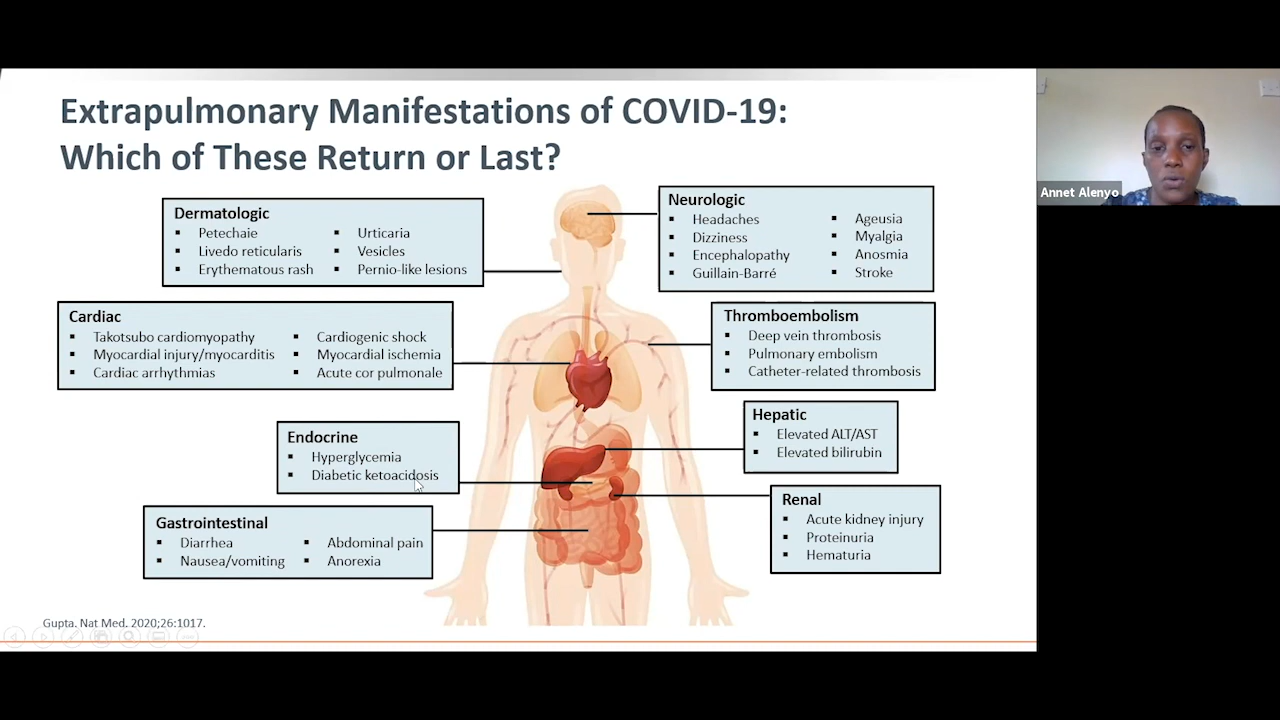 Extrapulmonary Manifestations of COVID-19:
Which of These Return or Last?
Dermatologic
▪ Petechaie ▪ Urticaria
▪ Livedo reticularis ▪ Vesicles
▪ Erythematous rash ▪ Pernio-like lesions
Neurologic
▪ Headaches ▪ Ageusia
▪ Dizziness ▪ Myalgia
▪ Encephalopathy ▪ Anosmia
▪ Guillain-Barré ▪ Stroke
Cardiac
▪ Takotsubo cardiomyopathy ▪ Cardiogenic shock
▪ Myocardial injury/myocarditis ▪ Myocardial ischemia
▪ Cardiac arrhythmias ▪ Acute cor pulmonale
Thromboembolism
▪ Deep vein thrombosis
▪ Pulmonary embolism
▪ Catheter-related thrombosis
Endocrine
▪ Hyperglycemia
▪ Diabetic ketoacidosis
Hepatic
▪ Elevated ALT/AST
▪ Elevated bilirubin
Gastrointestinal
▪ Diarrhea ▪ Abdominal pain
▪ Nausea/vomiting ▪ Anorexia
Renal
▪ Acute kidney injury
▪ Proteinuria
▪ Hematuria
Gupta. Nat Med. 2020;26:1017.
Annet Alenyo